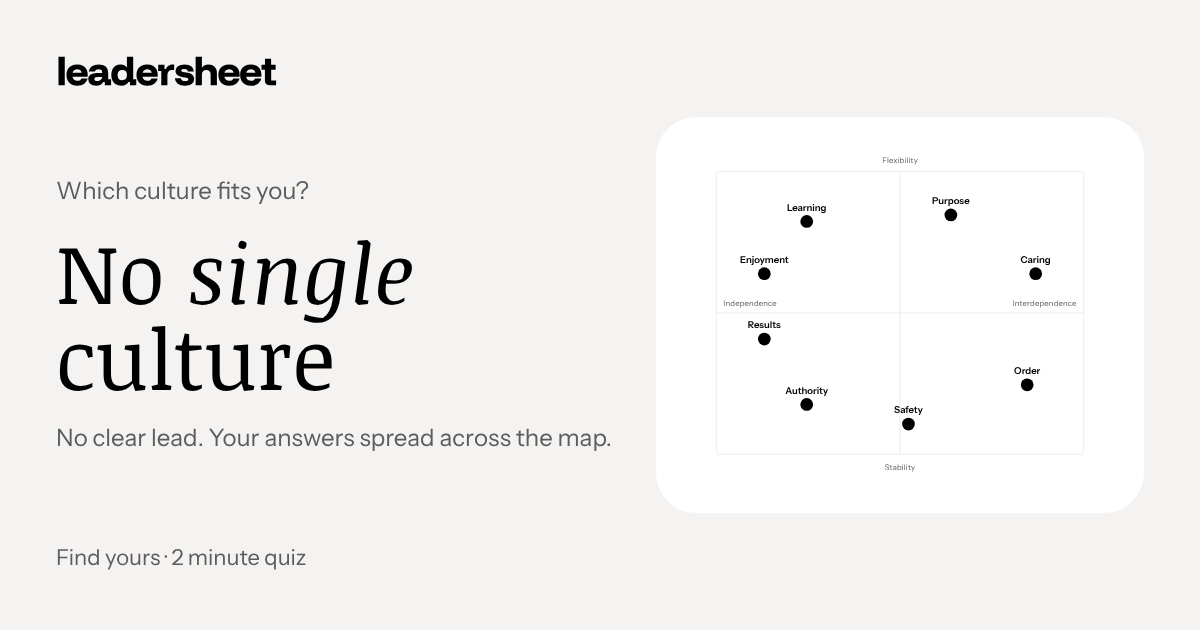 leadersheet
Which culture fits you?
No single
culture
No clear lead. Your answers spread across the map.
Find yours · 2 minute quiz
Flexibility
Purpose
Learning
Enjoyment
Caring
Independence
Interdependence
Results
Order
Authority
Safety
Stability